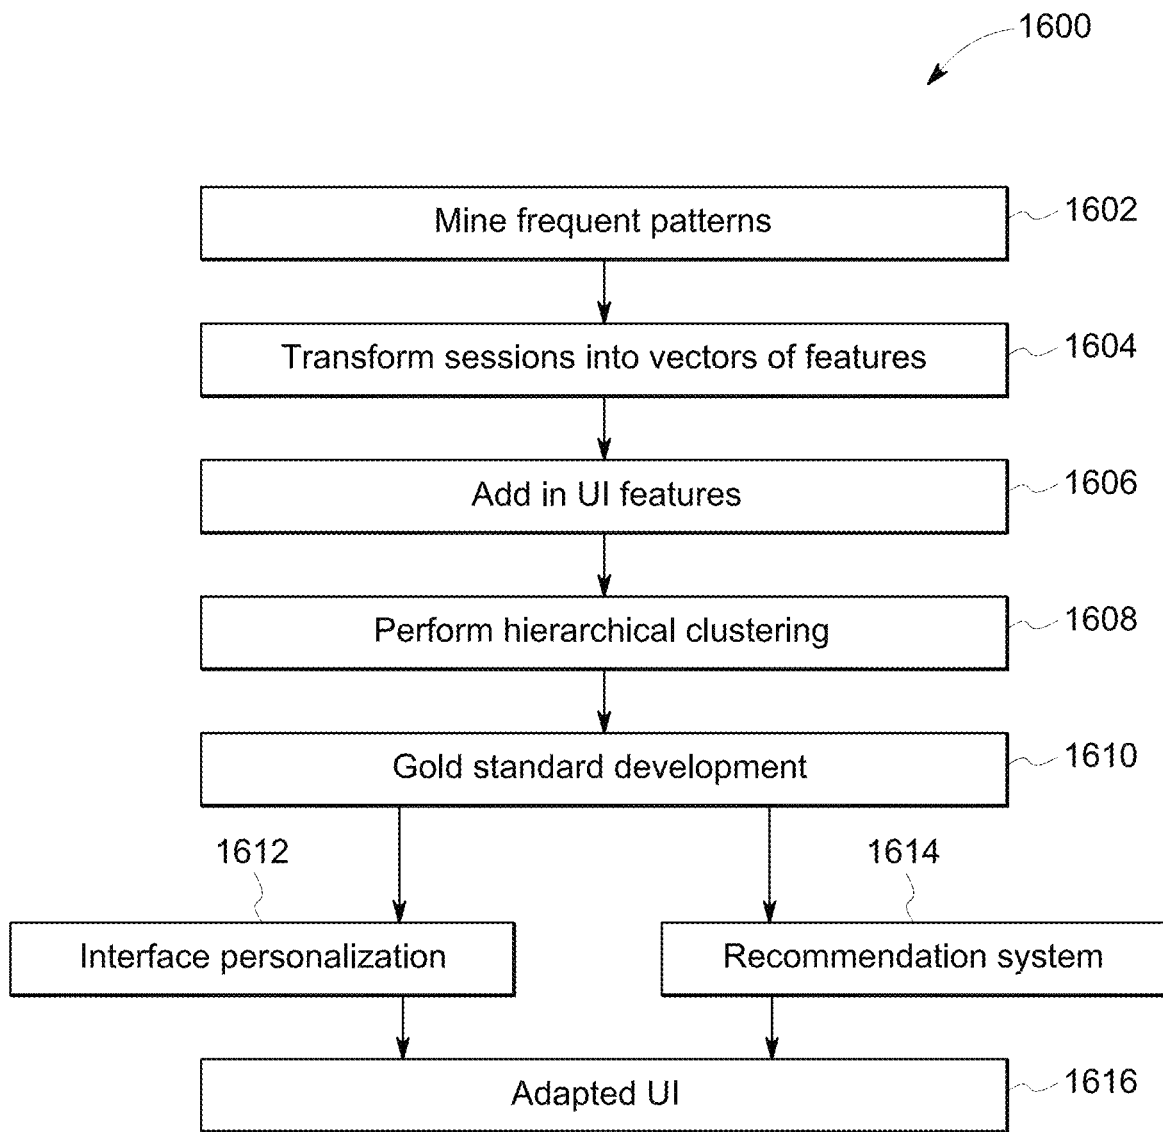 1600
Mine frequent patterns
1602
Transform sessions into vectors of features
1604
Add in UI features
1606
Perform hierarchical clustering
1608
Gold standard development
1610
1612
1614
Interface personalization
Recommendation system
Adapted UI
1616